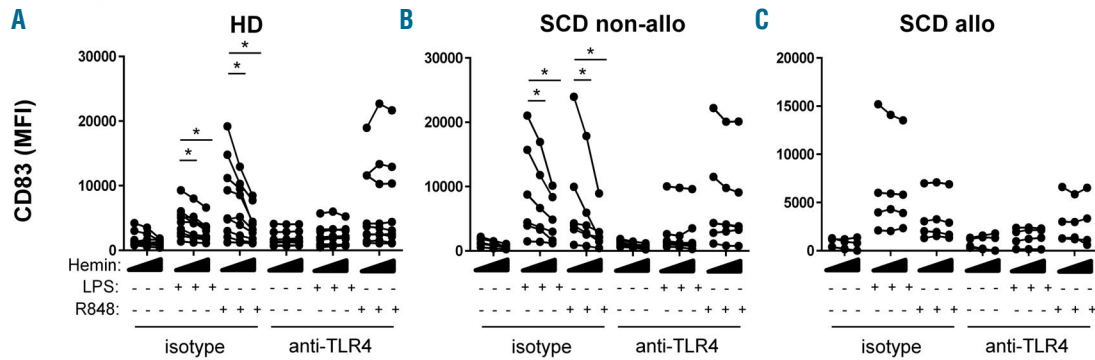 A HD B SCD non-allo C SCD allo
CD83 (MFI)
30000
20000
10000
0
* *
* *
30000
20000
10000
0
* *
* *
20000
15000
10000
5000
0
Hemin:
LPS: - - - + + + - - - - - - + + + - - - - - - + + + - - - - - - + + + - - - - - - + + + - - - - - - + + + - - -
R848: - - - - - - + + + - - - - - - + + + - - - - - - + + + - - - - - - + + + - - - - - - + + + - - - - - - + + +
isotype anti-TLR4 isotype anti-TLR4 isotype anti-TLR4